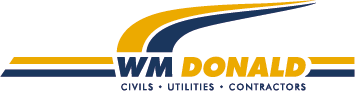 WM DONALD
CIVILS • UTILITIES • CONTRACTORS